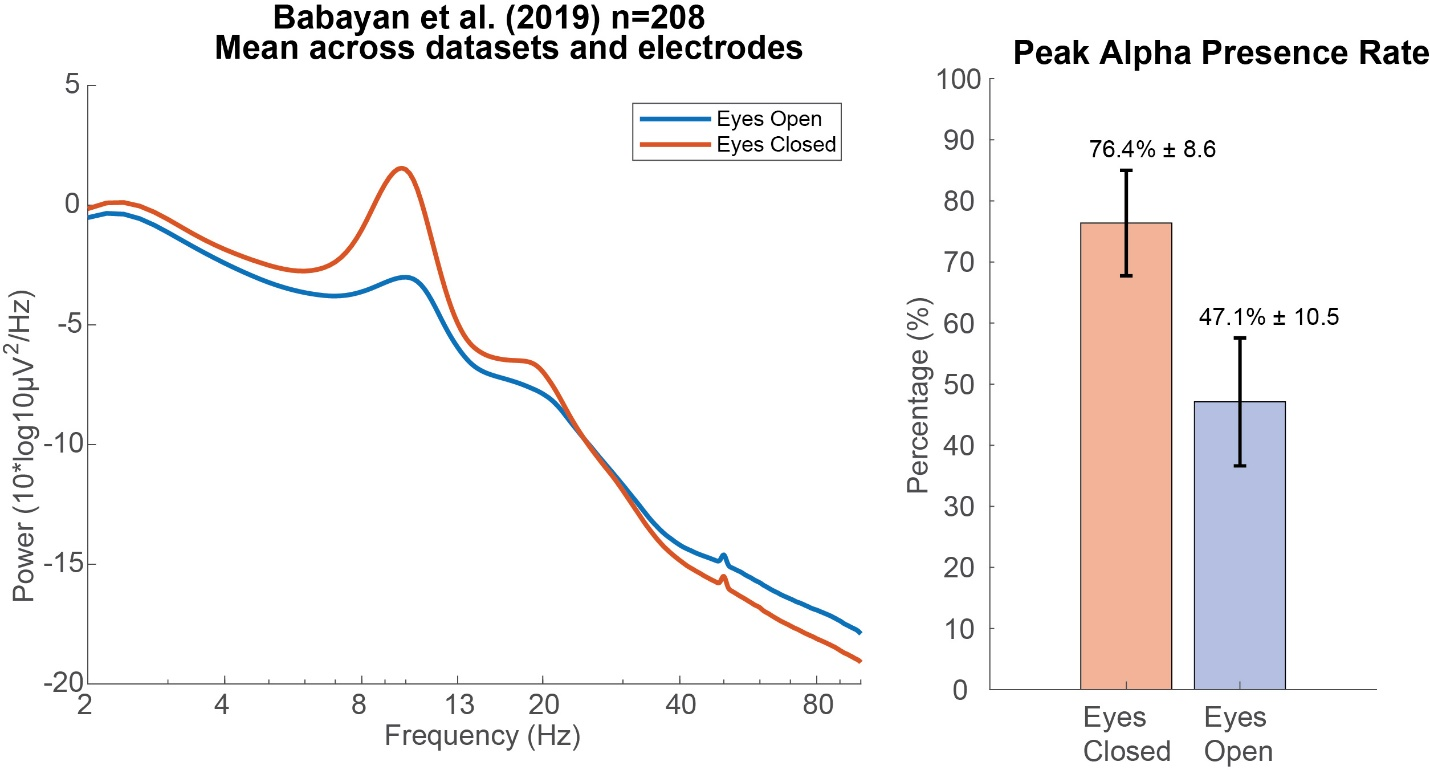 Babayan et al. (2019) n=208
Mean across datasets and electrodes
Eyes Open
Eyes Closed
5
0
-5
-10
-15
-20
Power (10*log10µV²/Hz)
2 4 8 13 20 40 80
Frequency (Hz)
Peak Alpha Presence Rate
100
90
80
70
60
50
40
30
20
10
0
Percentage (%)
76.4% ± 8.6
47.1% ± 10.5
Eyes
Closed
Eyes
Open